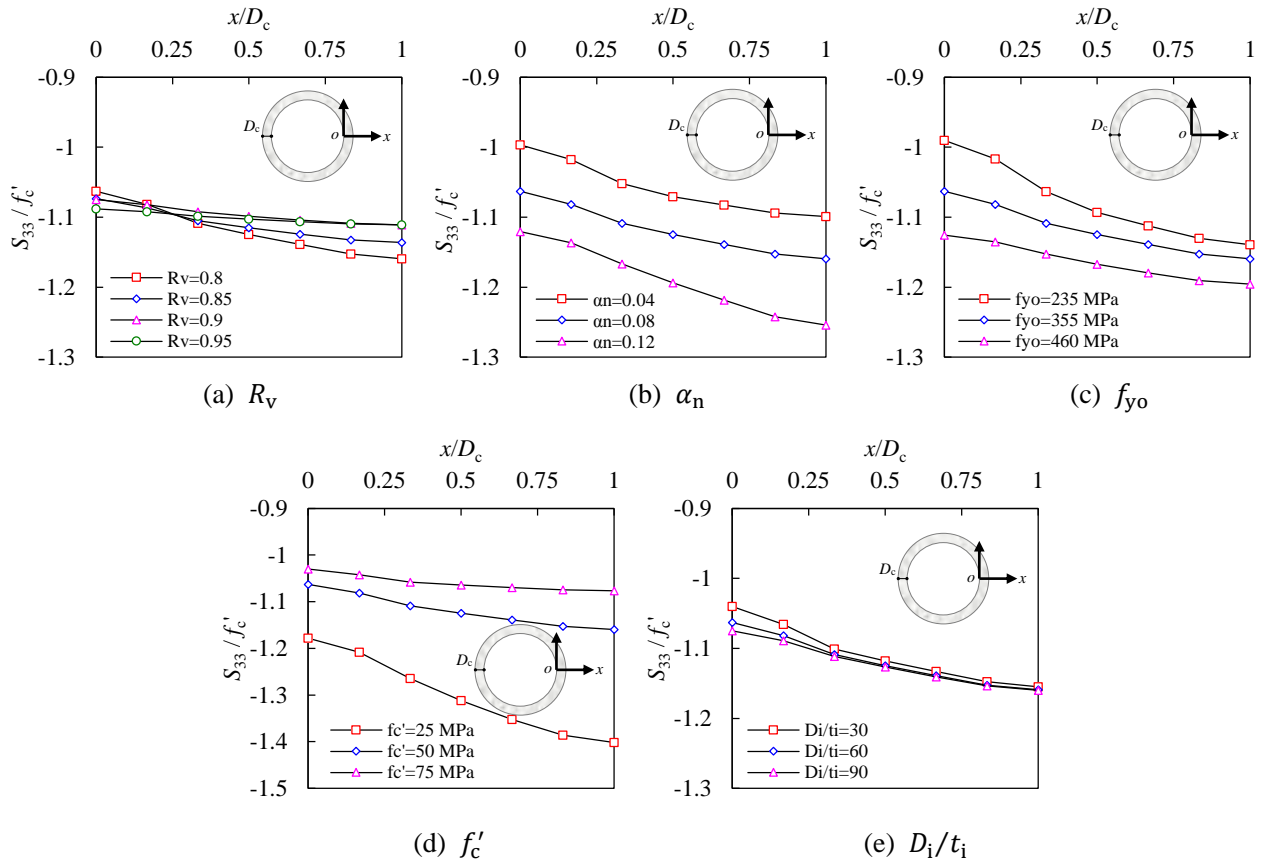 x/Dc
0 0.25 0.5 0.75 1
-0.9
-1
-1.1
-1.2
-1.3
S33 / fc'
Dc
o
x
Rv=0.8
Rv=0.85
Rv=0.9
Rv=0.95
(a) Rv
x/Dc
0 0.25 0.5 0.75 1
-0.9
-1
-1.1
-1.2
-1.3
S33 / fc'
Dc
o
x
αn=0.04
αn=0.08
αn=0.12
(b) αn
x/Dc
0 0.25 0.5 0.75 1
-0.9
-1
-1.1
-1.2
-1.3
S33 / fc'
Dc
o
x
fyo=235 MPa
fyo=355 MPa
fyo=460 MPa
(c) fyo
x/Dc
0 0.25 0.5 0.75 1
-0.9
-1
-1.1
-1.2
-1.3
-1.4
-1.5
S33 / fc'
Dc
o
x
fc'=25 MPa
fc'=50 MPa
fc'=75 MPa
(d) fc′
x/Dc
0 0.25 0.5 0.75 1
-0.9
-1
-1.1
-1.2
-1.3
S33 / fc'
Dc
o
x
Di/ti=30
Di/ti=60
Di/ti=90
(e) Di/ti